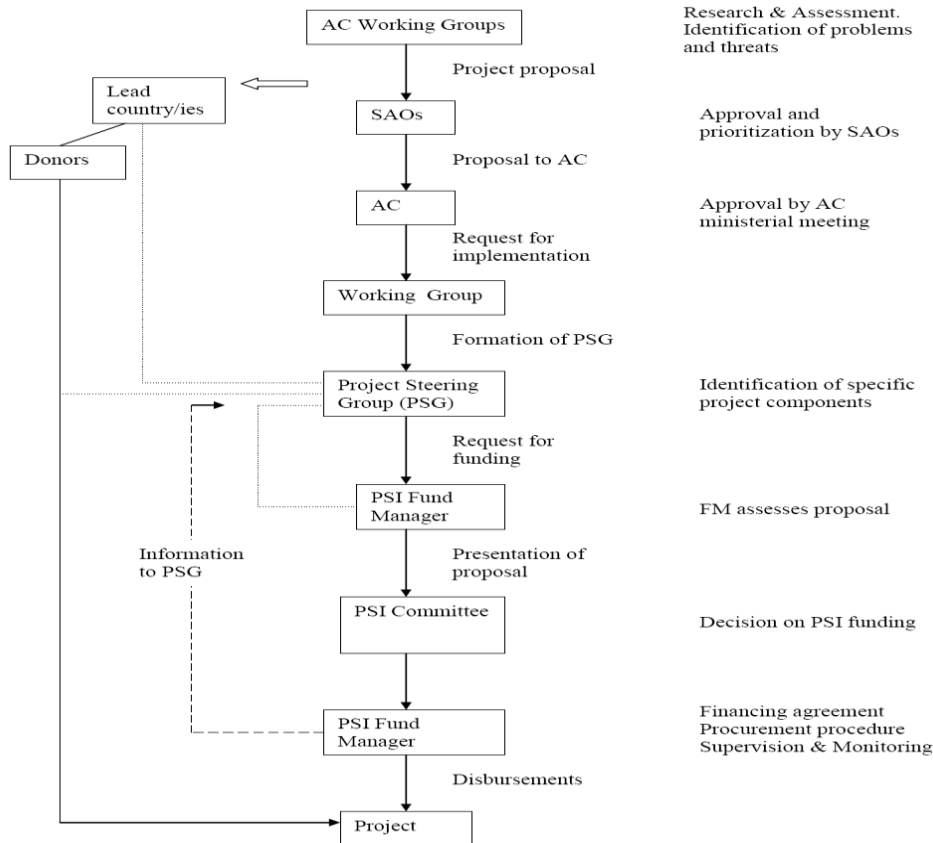 AC Working Groups
Research & Assessment.
Identification of problems
and threats
Project proposal
Lead
country/ies
SAOs
Approval and
prioritization by SAOs
Donors
Proposal to AC
AC
Approval by AC
ministerial meeting
Request for
implementation
Working Group
Formation of PSG
Project Steering
Group (PSG)
Identification of specific
project components
Request for
funding
PSI Fund
Manager
FM assesses proposal
Information
to PSG
Presentation of
proposal
PSI Committee
Decision on PSI funding
PSI Fund
Manager
Financing agreement
Procurement procedure
Supervision & Monitoring
Disbursements
Project